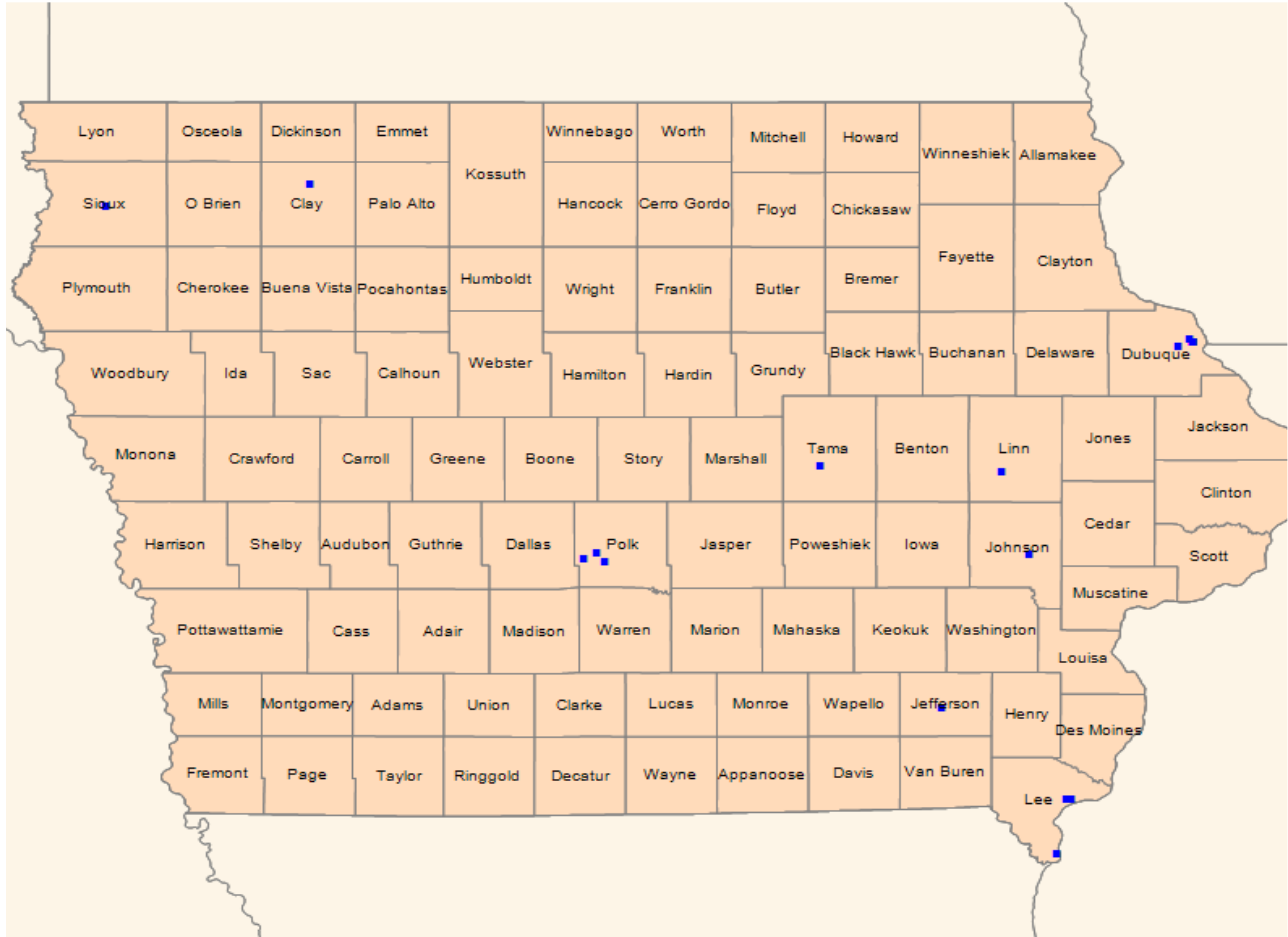 Lyon Osceola Dickinson Emmet Winnebago Worth Mitchell Howard
Winneshiek Allamakee
Kossuth
Sioux O Brien Clay Palo Alto Hancock Cerro Gordo Floyd Chickasaw
Fayette Clayton
Plymouth Cherokee Buena Vista Pocahontas Humboldt Wright Franklin Butler Bremer
Woodbury Ida Sac Calhoun Webster Hamilton Hardin Grundy Black Hawk Buchanan Delaware Dubuque
Monona Crawford Carroll Greene Boone Story Marshall Tama Benton Linn Jones Jackson
Clinton
Harrison Shelby Audubon Guthrie Dallas Polk Jasper Poweshiek Iowa Johnson Cedar Scott
Muscatine
Pottawattamie Cass Adair Madison Warren Marion Mahaska Keokuk Washington
Louisa
Mills Montgomery Adams Union Clarke Lucas Monroe Wapello Jefferson Henry Des Moines
Fremont Page Taylor Ringgold Decatur Wayne Appanoose Davis Van Buren
Lee